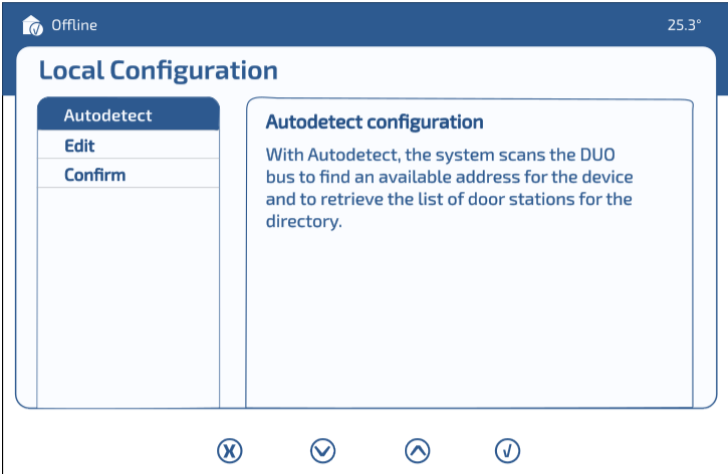 Offline
25.3°
Local Configuration
Autodetect
Edit
Confirm
Autodetect configuration
With Autodetect, the system scans the DUO
bus to find an available address for the device
and to retrieve the list of door stations for the
directory.